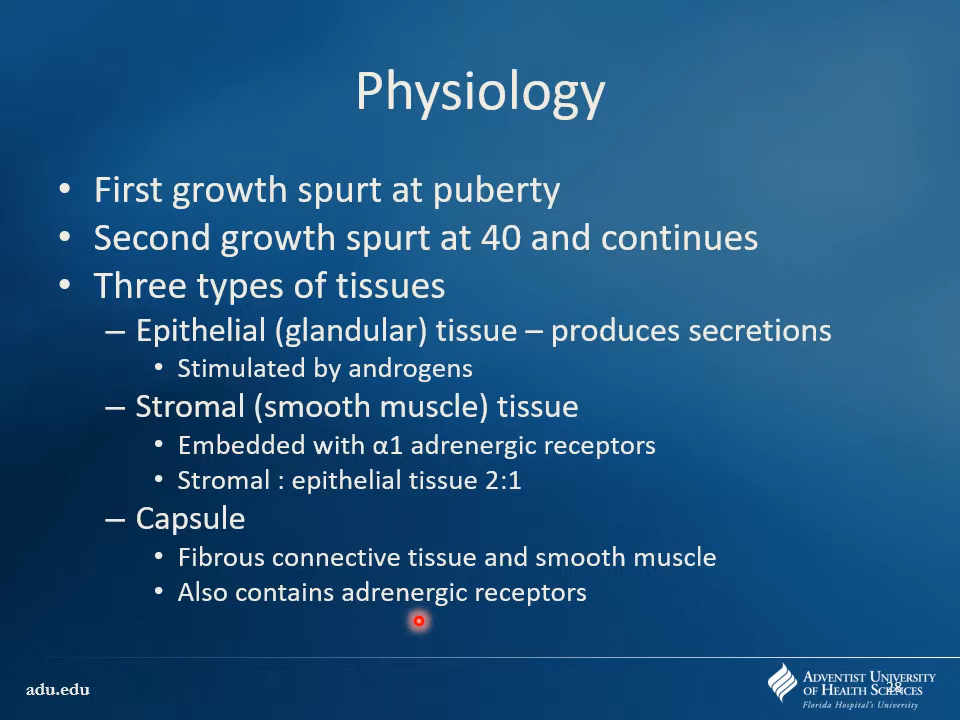 Physiology
• First growth spurt at puberty
• Second growth spurt at 40 and continues
• Three types of tissues
– Epithelial (glandular) tissue – produces secretions
• Stimulated by androgens
– Stromal (smooth muscle) tissue
• Embedded with α1 adrenergic receptors
• Stromal : epithelial tissue 2:1
– Capsule
• Fibrous connective tissue and smooth muscle
• Also contains adrenergic receptors
adu.edu
ADVENTIST UNIVERSITY
OF HEALTH SCIENCES
28
Florida Hospital's University